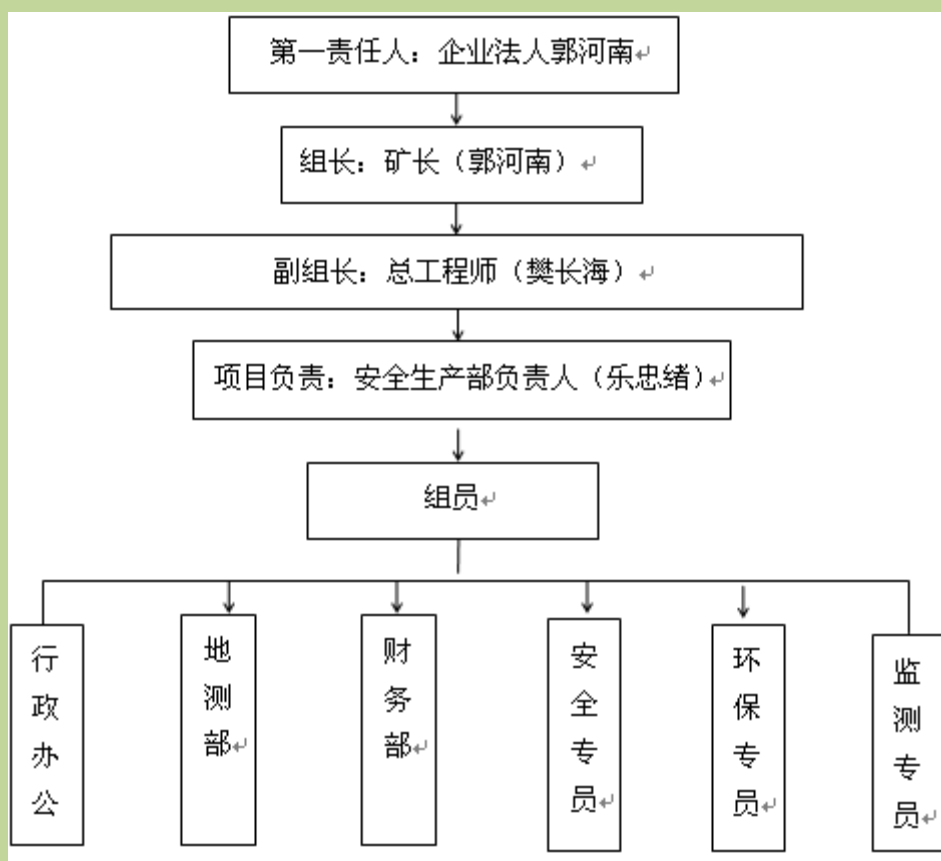 第一责任人：企业法人郭河南
组长：矿长（郭河南）
副组长：总工程师（樊长海）
项目负责：安全生产部负责人（乐忠绪）
组员
行政办公
地测部
财务部
安全专员
环保专员
监测专员